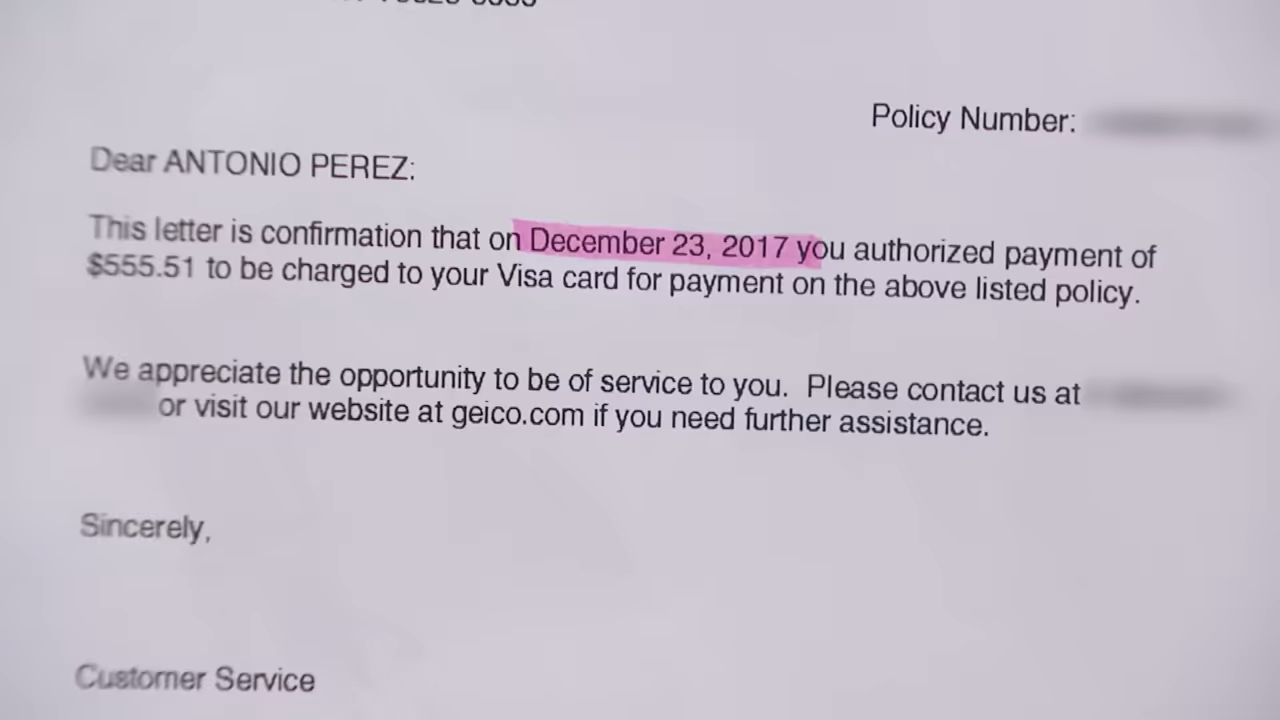 Policy Number:
Dear ANTONIO PEREZ:
This letter is confirmation that on December 23, 2017 you authorized payment of
$555.51 to be charged to your Visa card for payment on the above listed policy.
We appreciate the opportunity to be of service to you.  Please contact us at
or visit our website at geico.com if you need further assistance.
Sincerely,
Customer Service